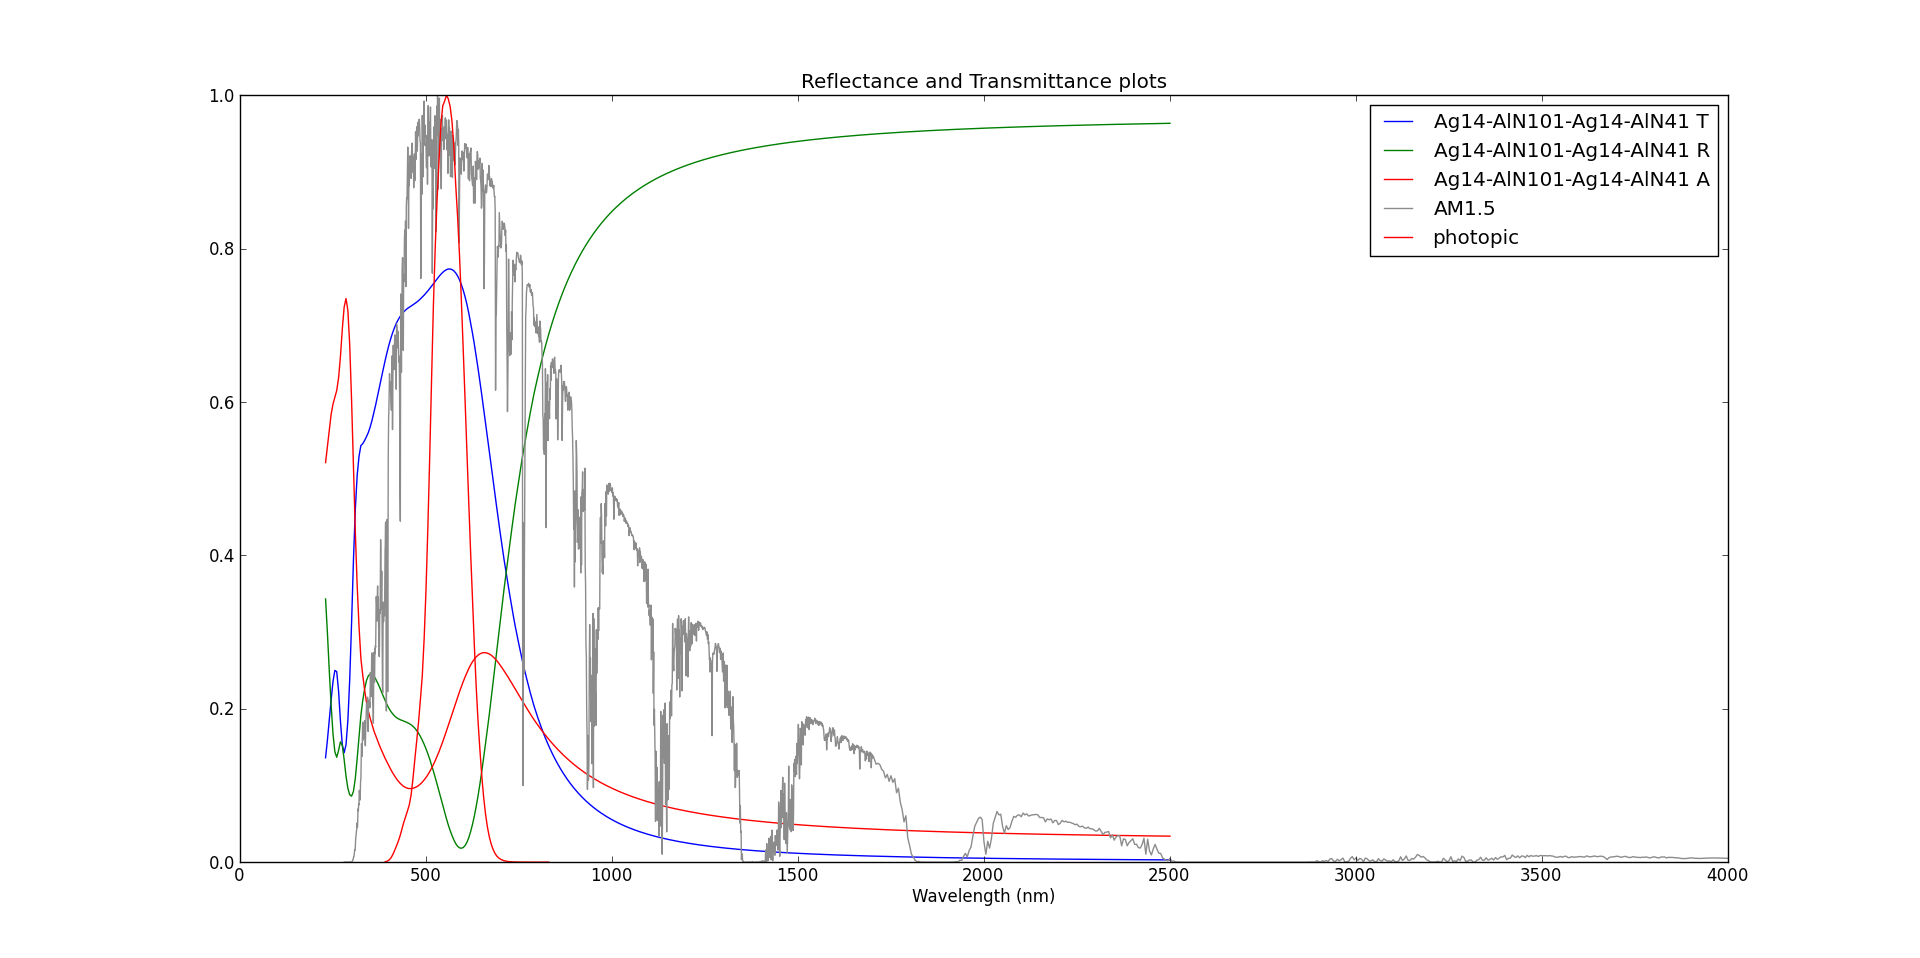 Reflectance and Transmittance plots
1.0
0.8
0.6
0.4
0.2
0.0
Ag14-AlN101-Ag14-AlN41 T
Ag14-AlN101-Ag14-AlN41 R
Ag14-AlN101-Ag14-AlN41 A
AM1.5
photopic
0 500 1000 1500 2000 2500 3000 3500 4000
Wavelength (nm)